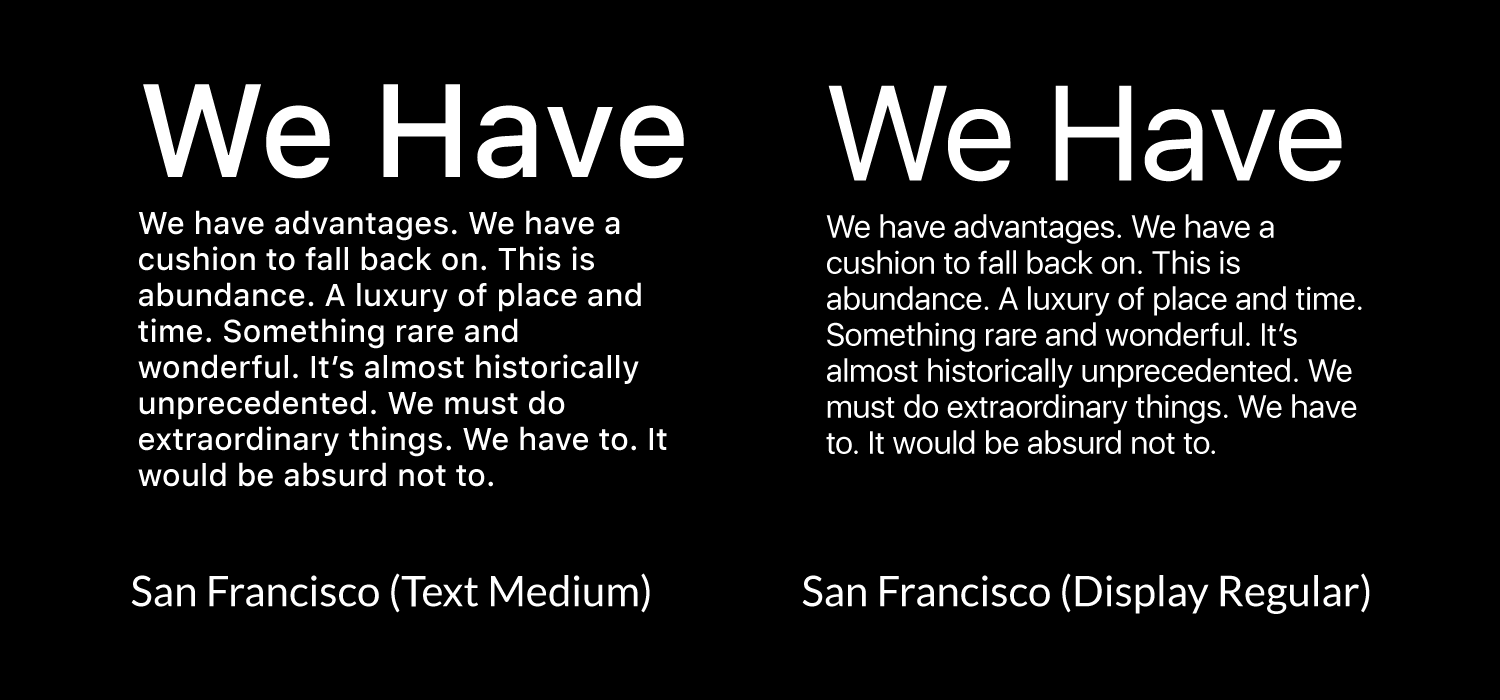 We Have
We have advantages. We have a
cushion to fall back on. This is
abundance. A luxury of place and
time. Something rare and
wonderful. It’s almost historically
unprecedented. We must do
extraordinary things. We have to. It
would be absurd not to.
San Francisco (Text Medium)
We Have
We have advantages. We have a
cushion to fall back on. This is
abundance. A luxury of place and time.
Something rare and wonderful. It’s
almost historically unprecedented. We
must do extraordinary things. We have
to. It would be absurd not to.
San Francisco (Display Regular)